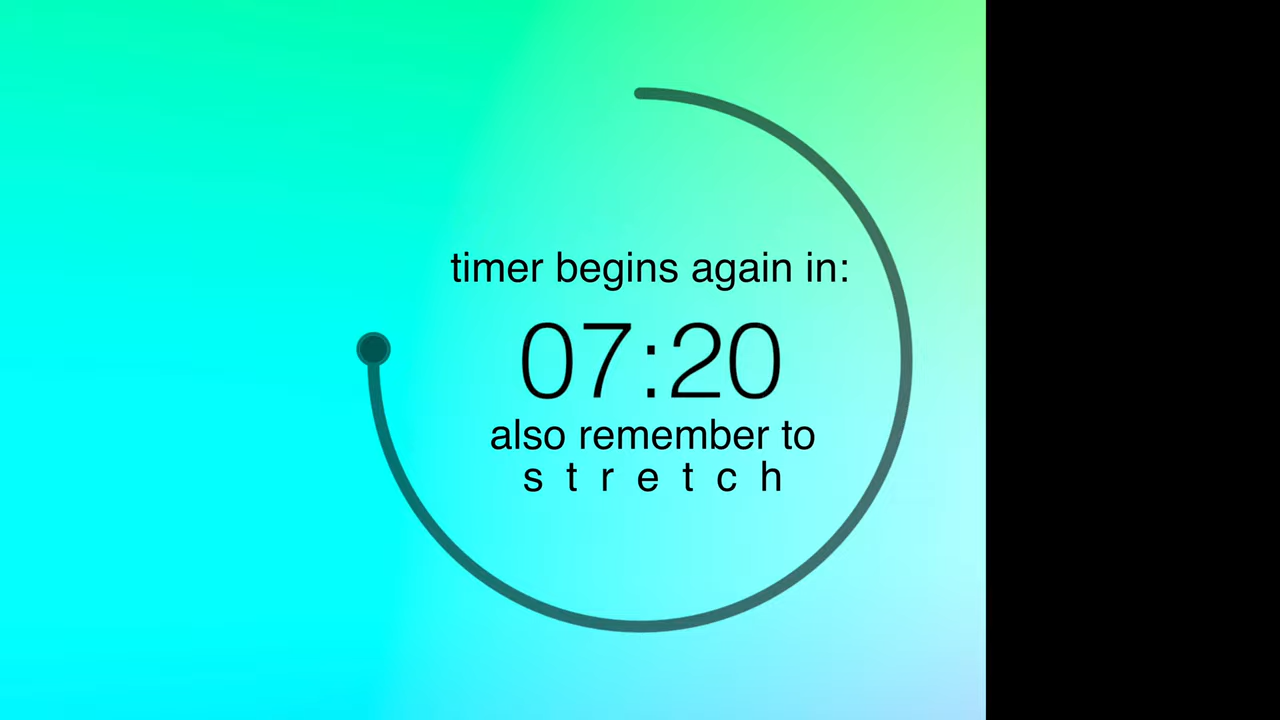 timer begins again in:
07:20
also remember to
s t r e t c h